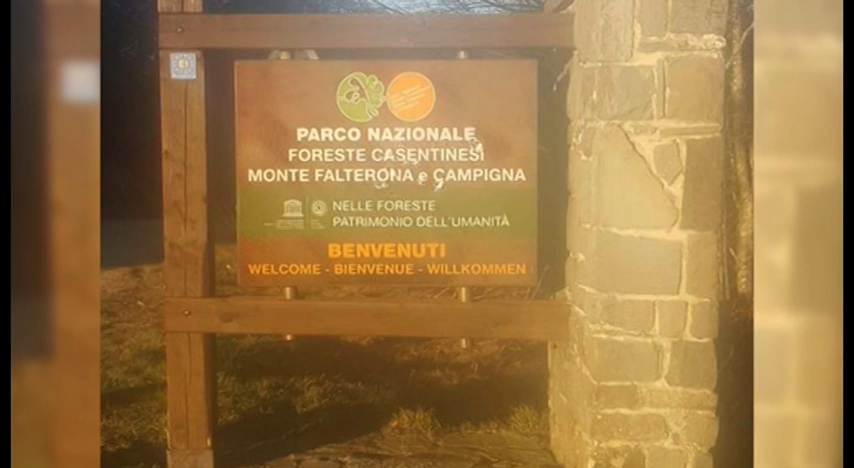 PARCO NAZIONALE
FORESTE CASENTINESI
MONTE FALTERONA e CAMPIGNA
NELLE FORESTE
PATRIMONIO DELL'UMANITÀ
BENVENUTI
WELCOME - BIENVENUE - WILLKOMMEN